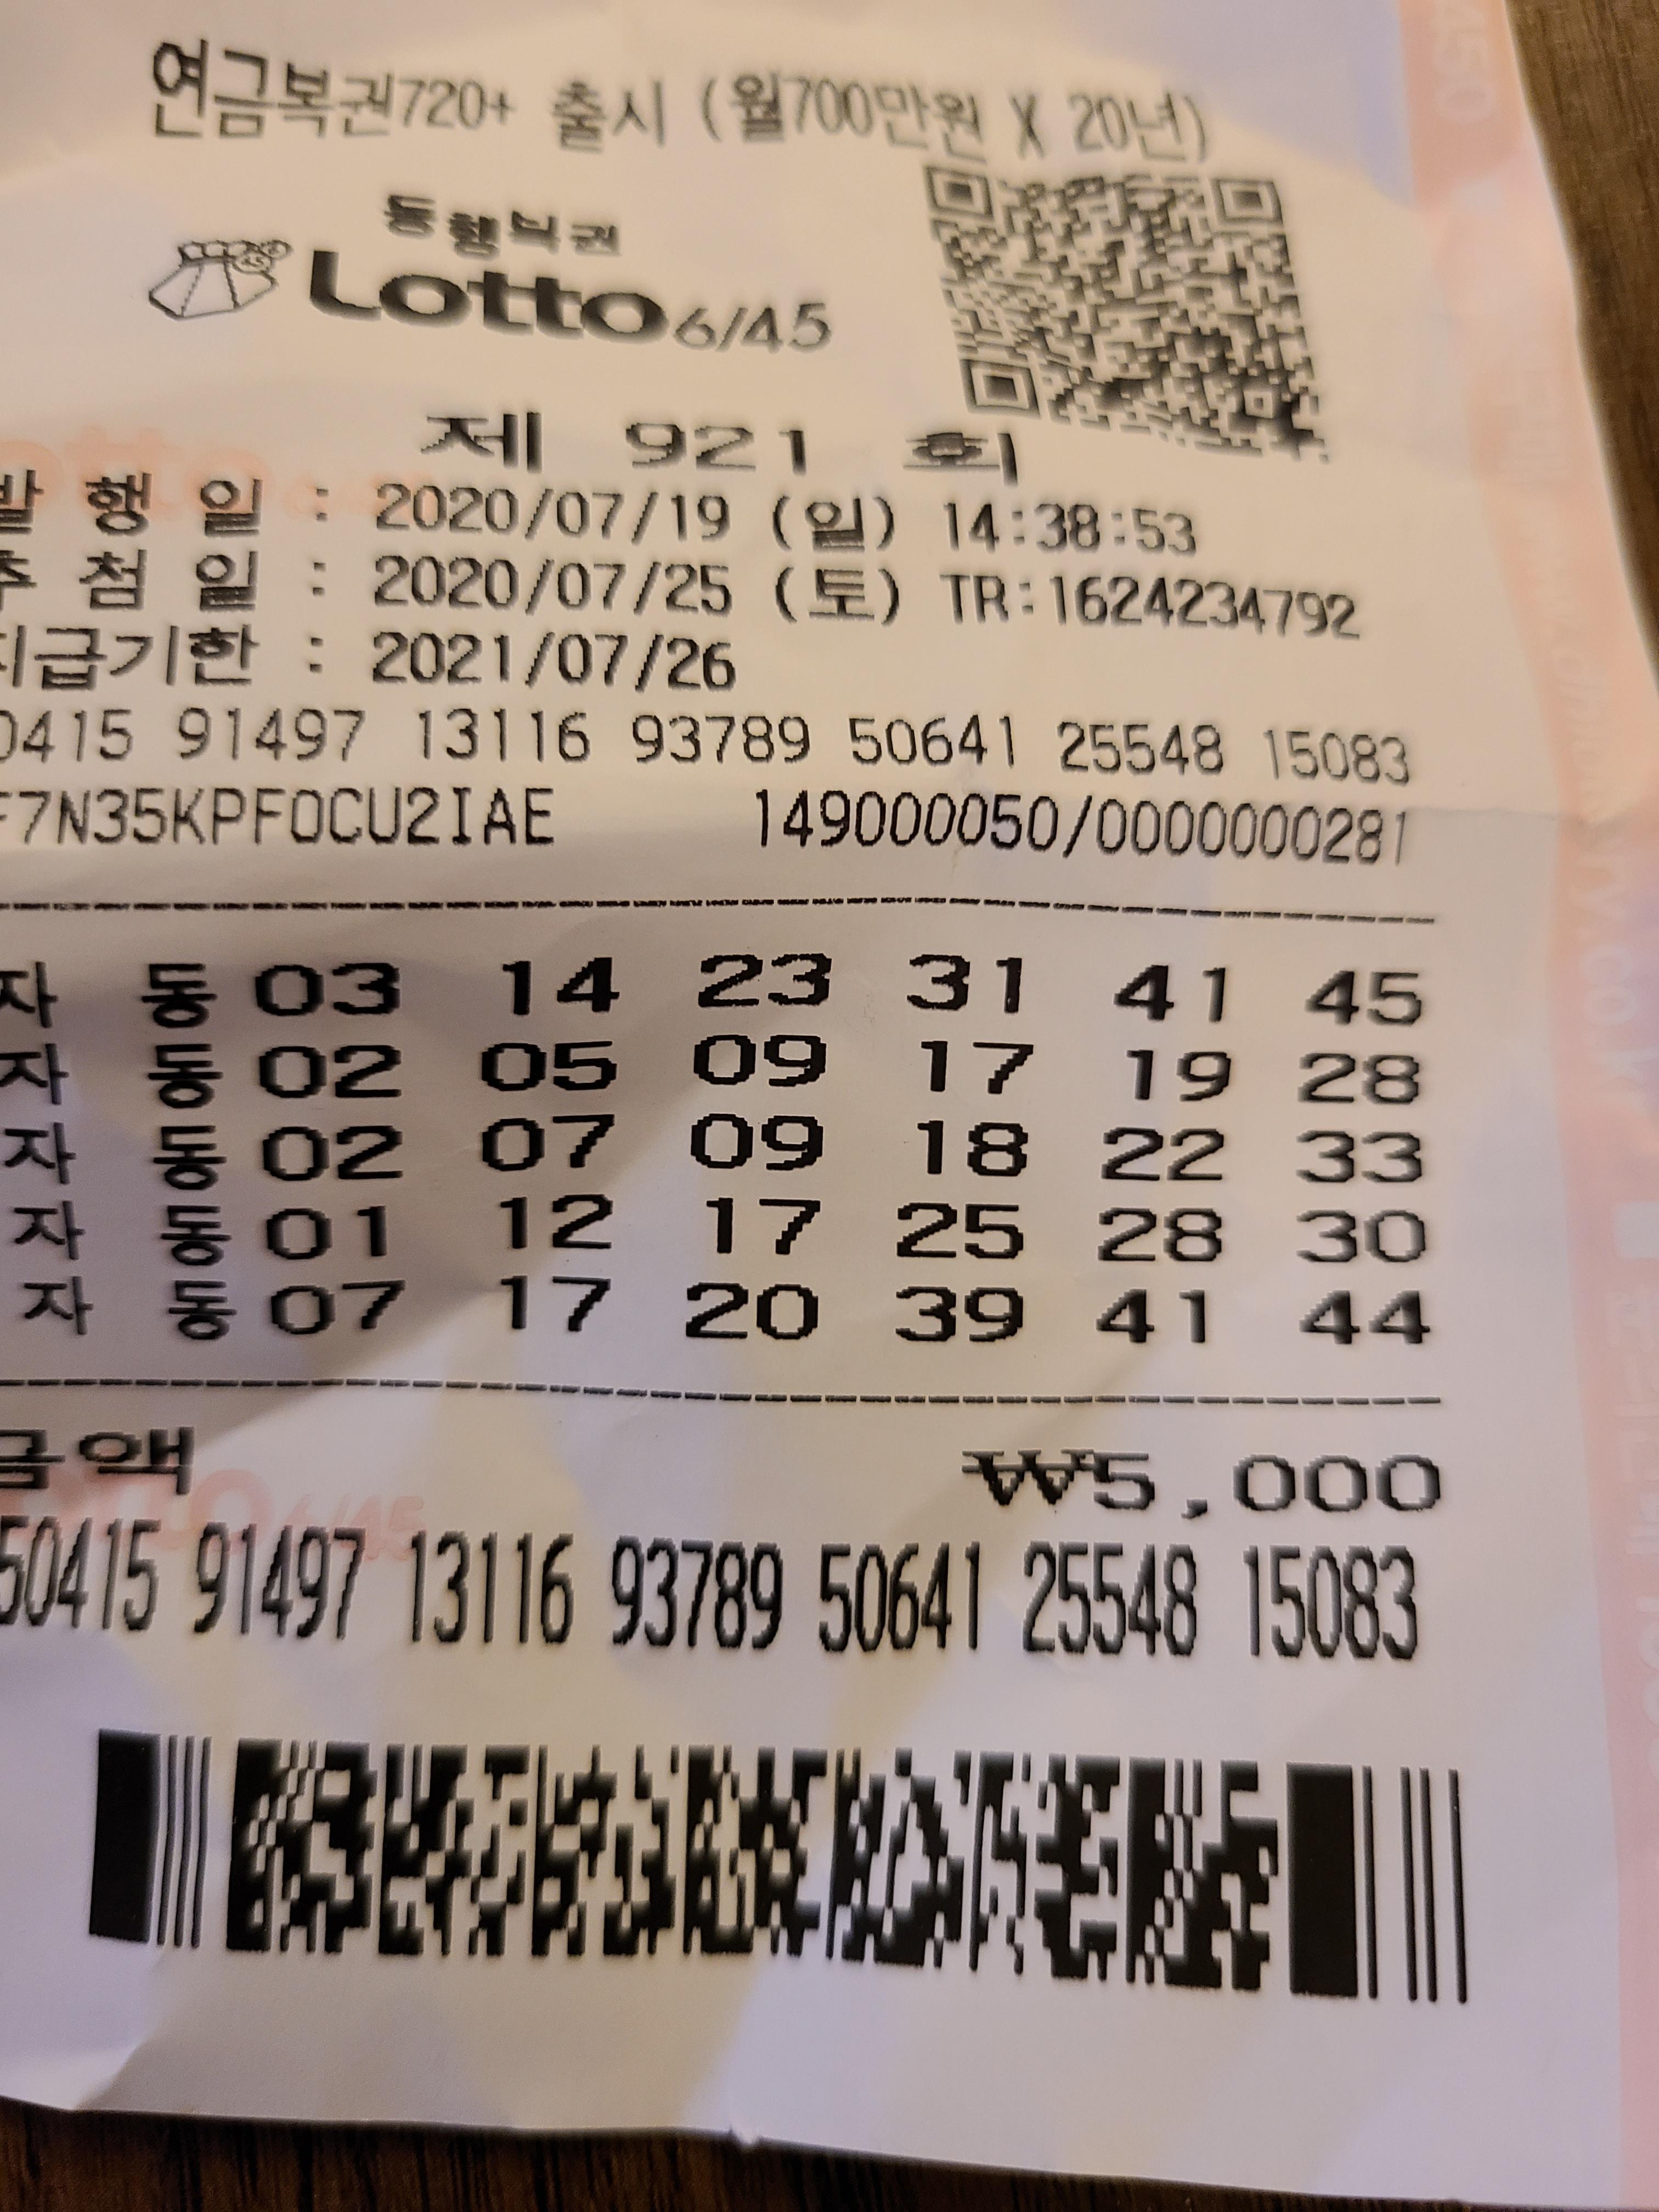 연금복권720+ 출시 (월700만원 X 20년)
동행복권
Lotto 6/45
제 921 회
발 행 일 : 2020/07/19 (일) 14:38:53
추 첨 일 : 2020/07/25 (토) TR:1624234792
지급기한 : 2021/07/26
0415 91497 13116 93789 50641 25548 15083
F7N35KPFOCU2IAE 149000050/0000000281
자 동 03 14 23 31 41 45
자 동 02 05 09 17 19 28
자 동 02 07 09 18 22 33
자 동 01 12 17 25 28 30
자 동 07 17 20 39 41 44
금액 ₩5,000
50415 91497 13116 93789 50641 25548 15083